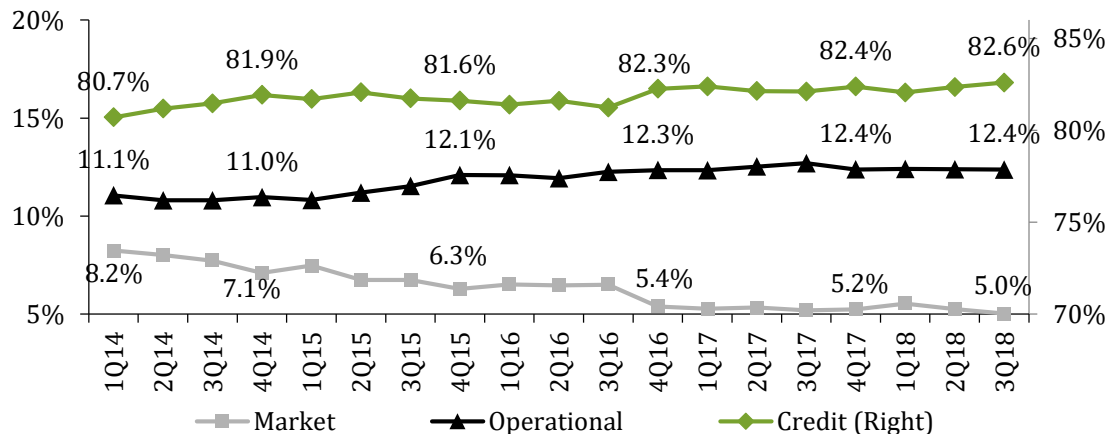 20%
85%
81.9%
81.6%
82.3%
82.4%
82.6%
80.7%
15%
80%
11.1%
11.0%
12.1%
12.3%
12.4%
12.4%
10%
75%
8.2%
7.1%
6.3%
5.4%
5.2%
5.0%
5%
70%
1Q14
2Q14
3Q14
4Q14
1Q15
2Q15
3Q15
4Q15
1Q16
2Q16
3Q16
4Q16
1Q17
2Q17
3Q17
4Q17
1Q18
2Q18
3Q18
Market
Operational
Credit (Right)